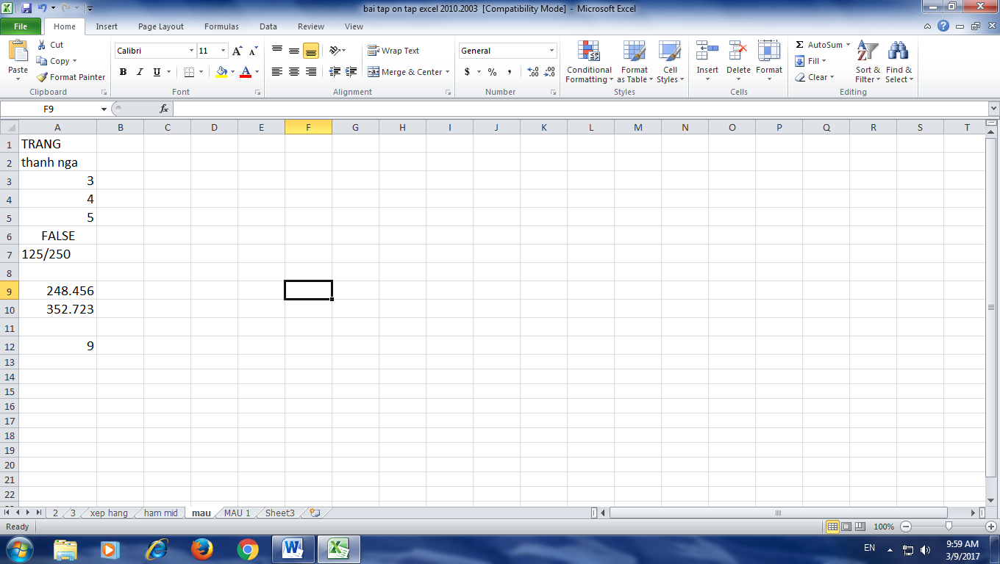 bai tap on tap excel 2010.2003 [Compatibility Mode] - Microsoft Excel
File Home Insert Page Layout Formulas Data Review View
Paste Cut Copy Format Painter Clipboard
Calibri 11 B I U A Font
Wrap Text Merge & Center Alignment
General $ % , Number
Conditional Formatting Format as Table Cell Styles Styles
Insert Delete Format Cells
Σ AutoSum Fill Clear Sort & Filter Find & Select Editing
F9 fx
A B C D E F G H I J K L M N O P Q R S T
1 TRANG
2 thanh nga
3 3
4 4
5 5
6 FALSE
7 125/250
8
9 248.456
10 352.723
11
12 9
13
14
15
16
17
18
19
20
21
22
2 3 xep hang ham mid mau MAU 1 Sheet3
Ready 100%
EN 9:59 AM
3/9/2017